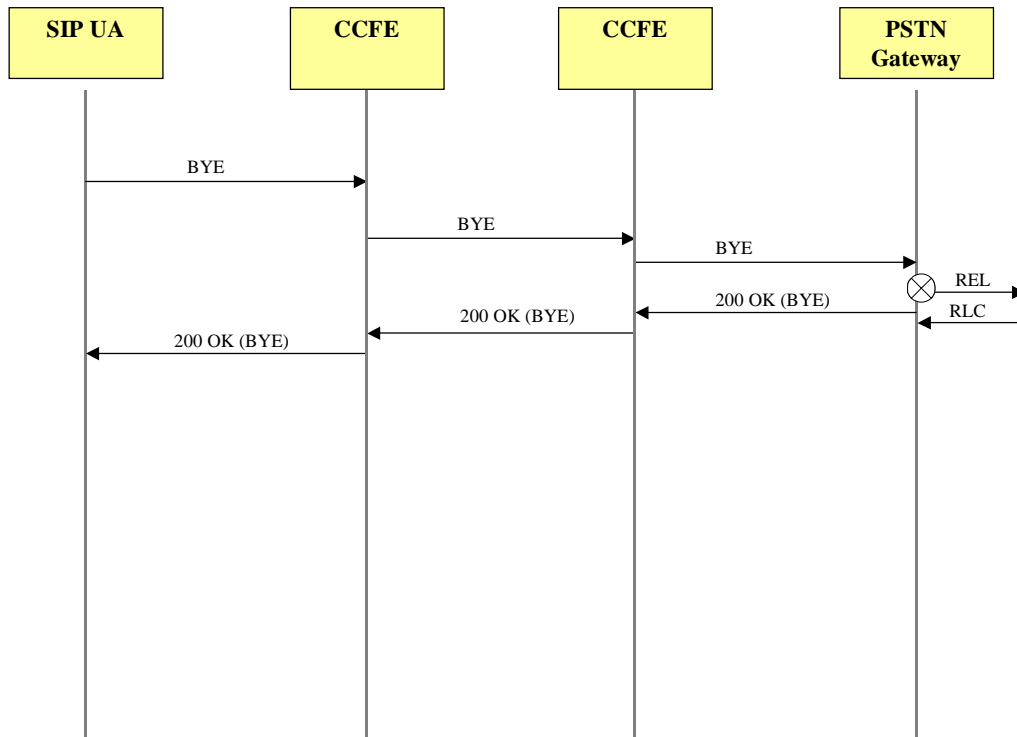 SIP UA
CCFE
CCFE
PSTN
Gateway
BYE
BYE
BYE
REL
200 OK (BYE)
RLC
200 OK (BYE)
200 OK (BYE)